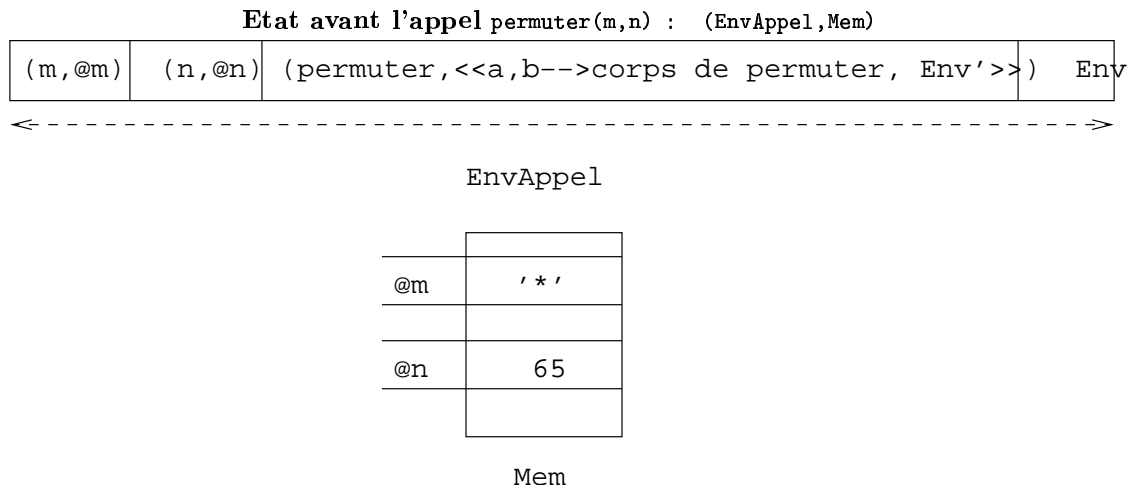 Etat avant l'appel permuter(m,n) : (EnvAppel,Mem)
(m,@m) (n,@n) (permuter,<<a,b-->corps de permuter, Env'>>) Env
EnvAppel
@m '*'
@n 65
Mem